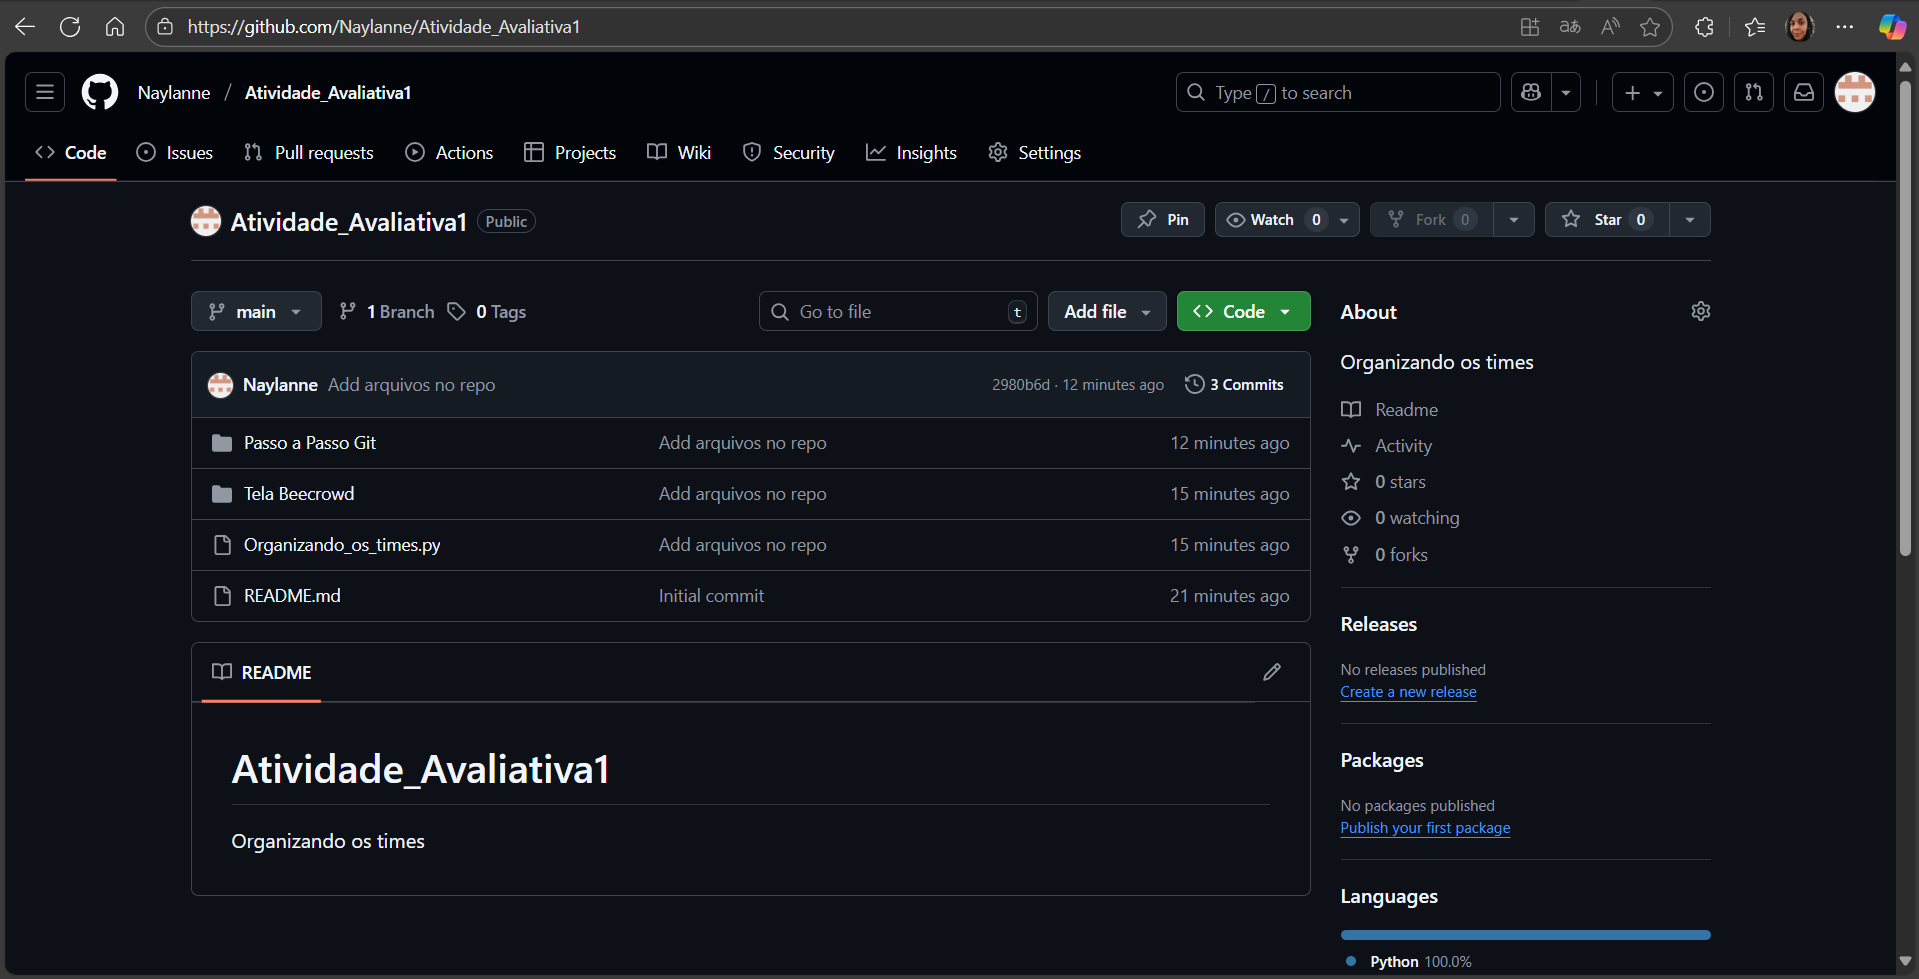 https://github.com/Naylanne/Atividade_Avaliativa1
Naylanne / Atividade_Avaliativa1
Type / to search
Code Issues Pull requests Actions Projects Wiki Security Insights Settings
Atividade_Avaliativa1 Public
Pin Watch 0 Fork 0 Star 0
main 1 Branch 0 Tags Go to file t Add file Code
Naylanne Add arquivos no repo 2980b6d · 12 minutes ago 3 Commits
Passo a Passo Git Add arquivos no repo 12 minutes ago
Tela Beecrowd Add arquivos no repo 15 minutes ago
Organizando_os_times.py Add arquivos no repo 15 minutes ago
README.md Initial commit 21 minutes ago
README
Atividade_Avaliativa1
Organizando os times
About
Organizando os times
Readme
Activity
0 stars
0 watching
0 forks
Releases
No releases published
Create a new release
Packages
No packages published
Publish your first package
Languages
Python 100.0%